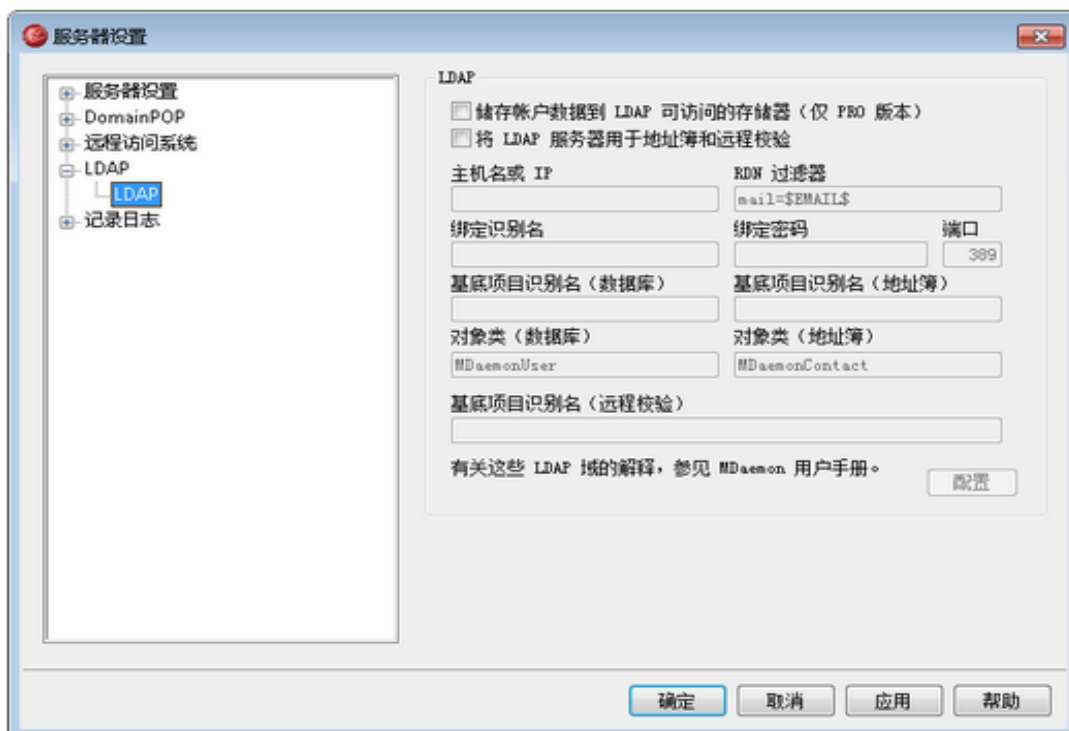 服务器设置
服务器设置
DomainPOP
远程访问系统
LDAP
LDAP
记录日志
LDAP
储存帐户数据到 LDAP 可访问的存储器（仅 PRO 版本）
将 LDAP 服务器用于地址簿和远程校验
主机名或 IP RDN 过滤器
mail=$EMAIL$
绑定识别名 绑定密码 端口
389
基底项目识别名（数据库） 基底项目识别名（地址簿）
对象类（数据库） 对象类（地址簿）
MDaemonUser MDaemonContact
基底项目识别名（远程校验）
有关这些 LDAP 域的解释，参见 MDaemon 用户手册。
配置
确定 取消 应用 帮助